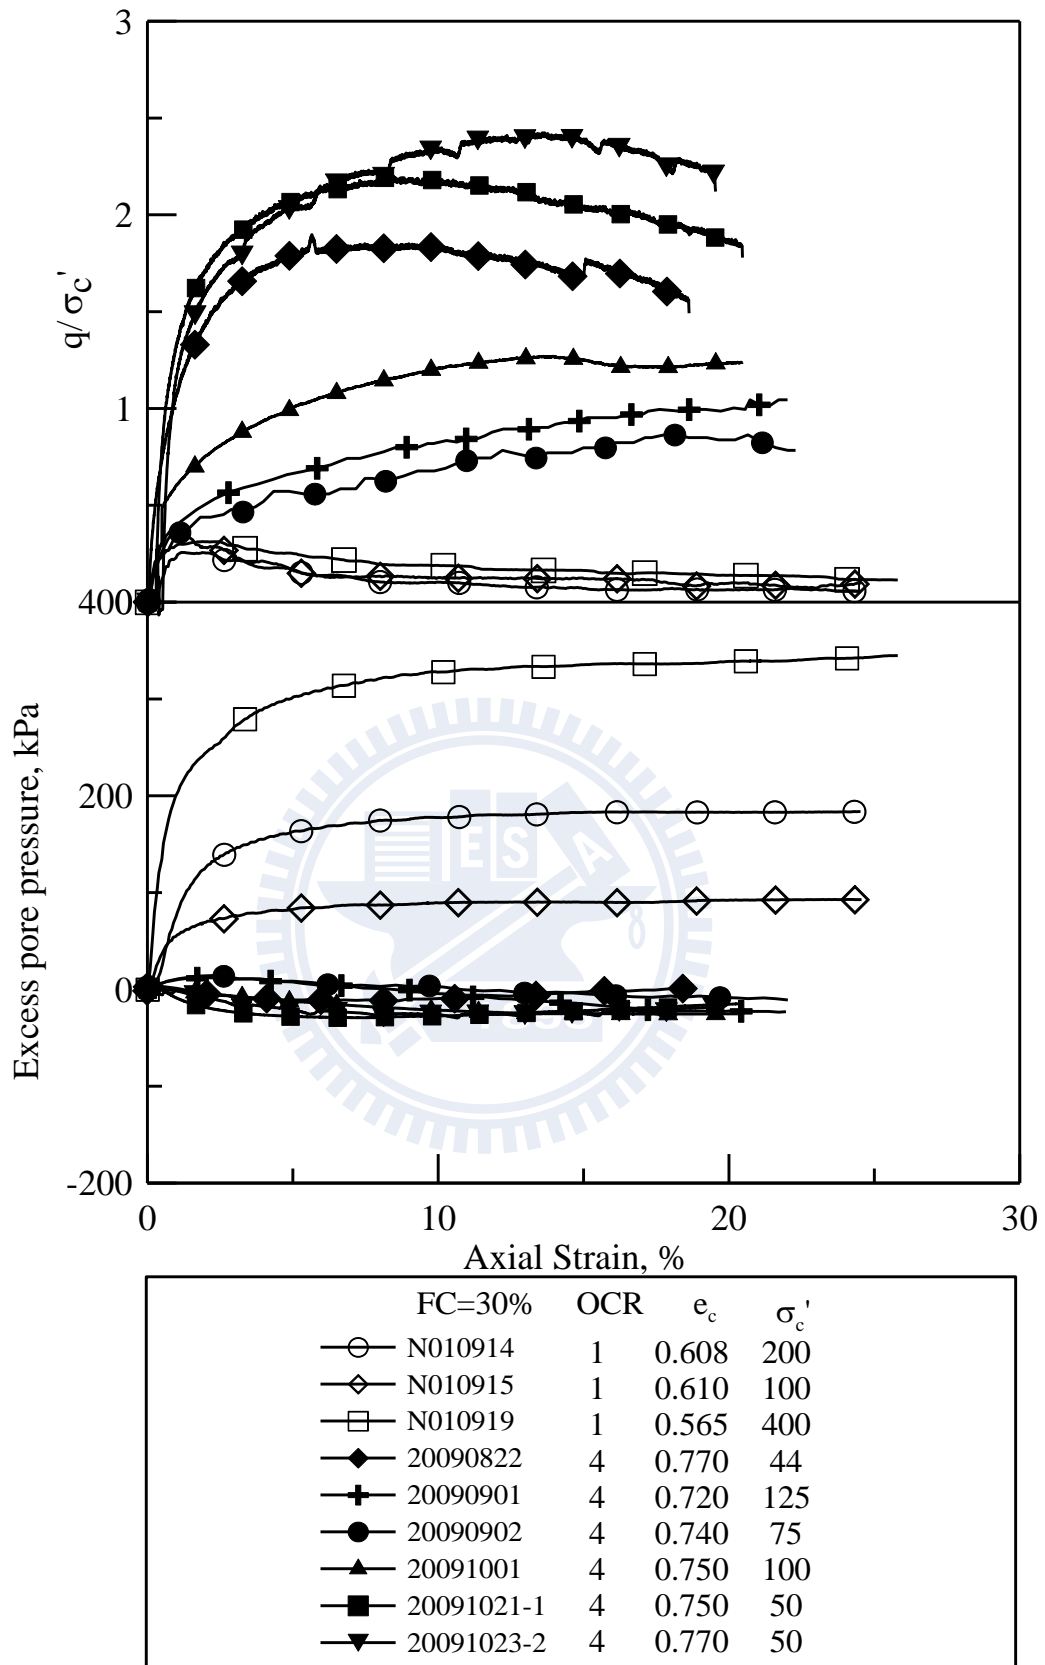 3
2
1
q/σc'
400
200
0
-200
Excess pore pressure, kPa
0 10 20 30
Axial Strain, %
FC=30% OCR ec σc'
N010914 1 0.608 200
N010915 1 0.610 100
N010919 1 0.565 400
20090822 4 0.770 44
20090901 4 0.720 125
20090902 4 0.740 75
20091001 4 0.750 100
20091021-1 4 0.750 50
20091023-2 4 0.770 50
ESA